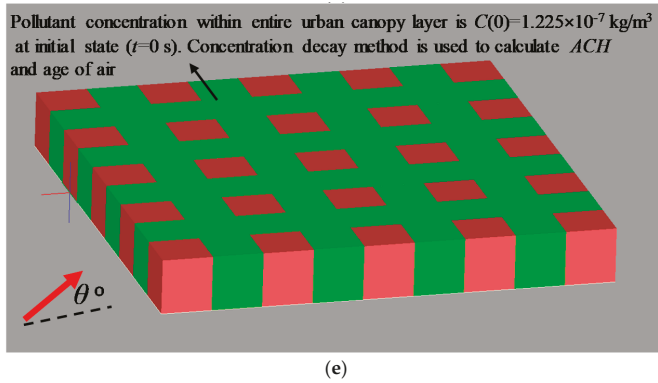 Pollutant concentration within entire urban canopy layer is C(0)=1.225×10⁻⁷ kg/m³
at initial state (t=0 s). Concentration decay method is used to calculate ACH
and age of air
θ°
(e)